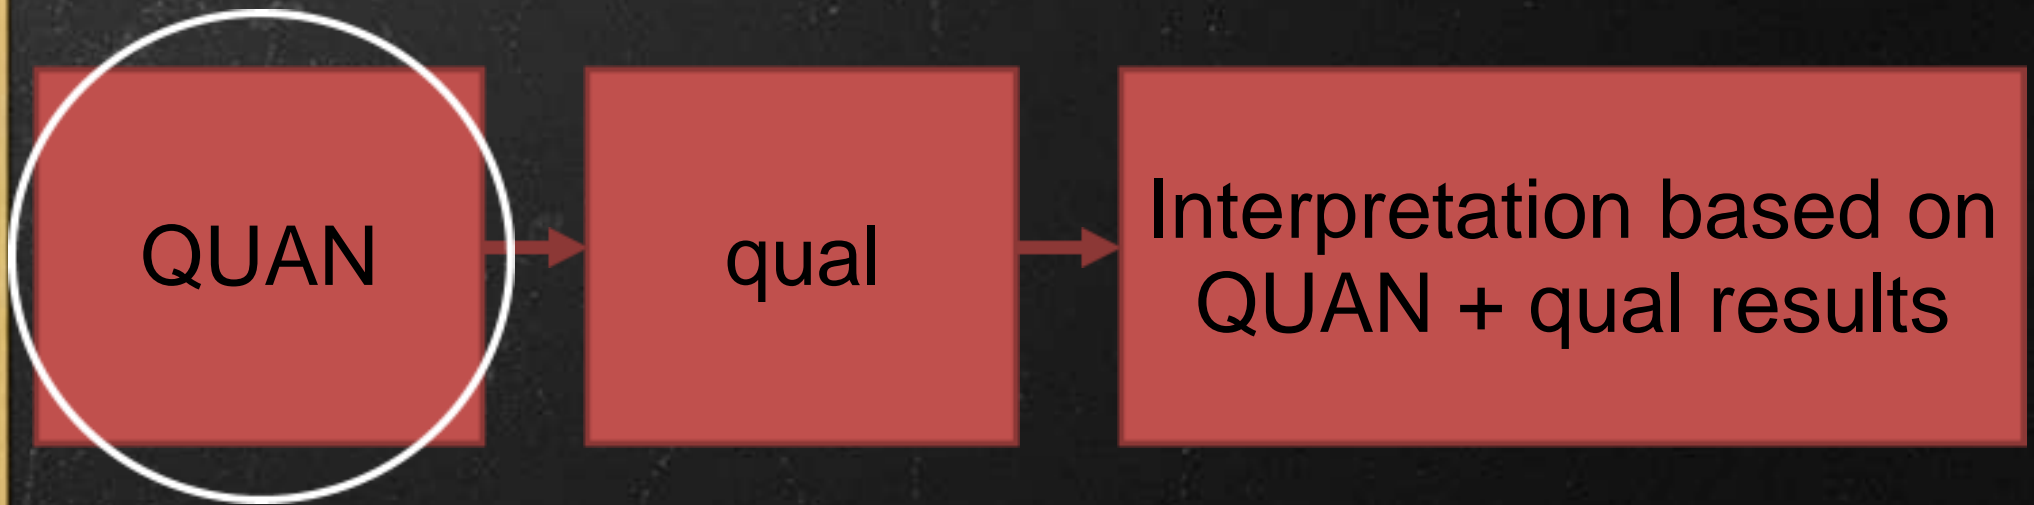 QUAN
qual
Interpretation based on
QUAN + qual results